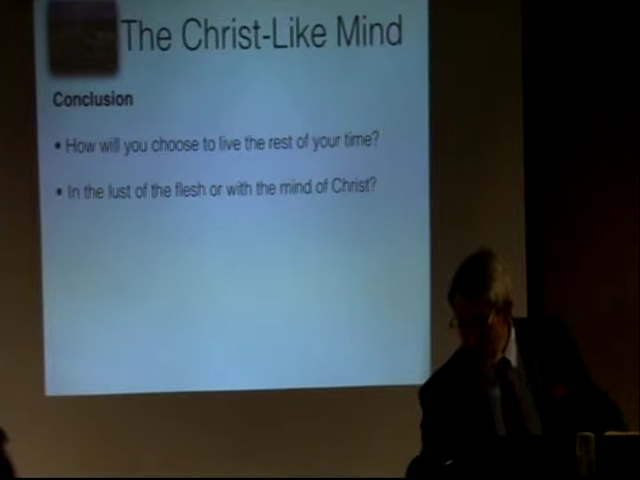 The Christ-Like Mind
Conclusion
• How will you choose to live the rest of your time?
• In the lust of the flesh or with the mind of Christ?